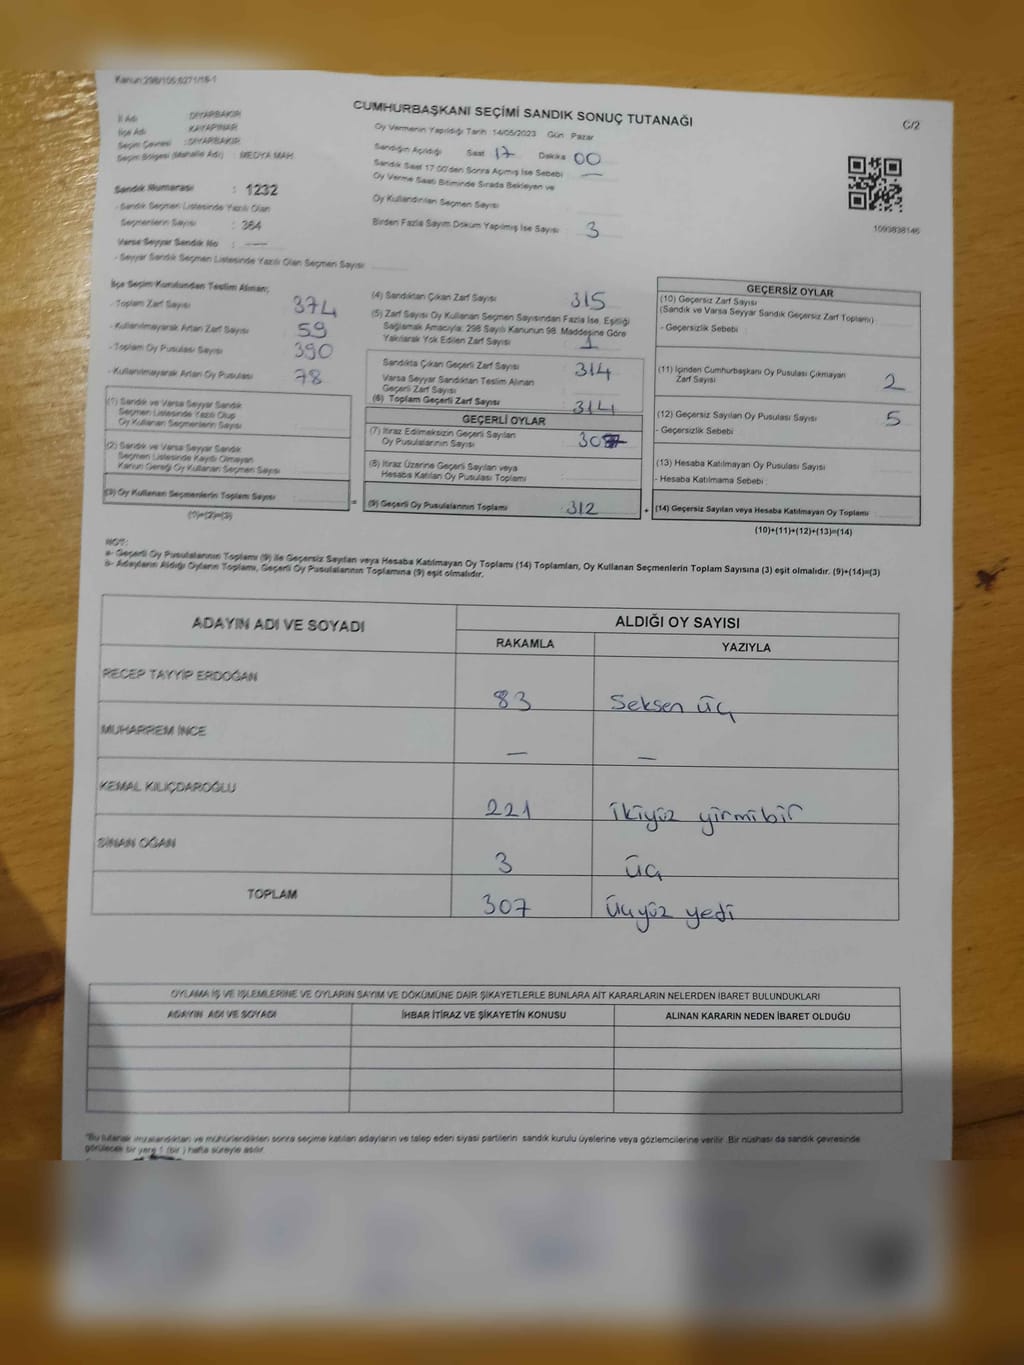 Kanun:298/105;6271/18-1
CUMHURBAŞKANI SEÇİMİ SANDIK SONUÇ TUTANAĞI
C/2
İl Adı : DİYARBAKIR
İlçe Adı : KAYAPINAR
Seçim Çevresi : DİYARBAKIR
Seçim Bölgesi (Mahalle Adı) : MEDYA MAH.
Sandık Numarası : 1232
- Sandık Seçmen Listesinde Yazılı Olan
Seçmenlerin Sayısı : 364
Varsa Seyyar Sandık No : —
- Seyyar Sandık Seçmen Listesinde Yazılı Olan Seçmen Sayısı
Oy Vermenin Yapıldığı Tarih : 14/05/2023 Gün : Pazar
Sandığın Açıldığı Saat 17 Dakika 00
Sandık Saat 17:00'den Sonra Açılmış İse Sebebi —
Oy Verme Saati Bitiminde Sırada Bekleyen ve
Oy Kullandırılan Seçmen Sayısı
Birden Fazla Sayım Döküm Yapılmış İse Sayısı 3
1093838146
İlçe Seçim Kurulundan Teslim Alınan;
- Toplam Zarf Sayısı 374
- Kullanılmayarak Artan Zarf Sayısı 59
- Toplam Oy Pusulası Sayısı 390
- Kullanılmayarak Artan Oy Pusulası 78
(1) Sandık ve Varsa Seyyar Sandık
Seçmen Listesinde Yazılı Olup
Oy Kullanan Seçmenlerin Sayısı
(2) Sandık ve Varsa Seyyar Sandık
Seçmen Listesinde Kayıtlı Olmayan
Kanun Gereği Oy Kullanan Seçmen Sayısı
(3) Oy Kullanan Seçmenlerin Toplam Sayısı
(1)+(2)=(3)
=
(4) Sandıktan Çıkan Zarf Sayısı 315
(5) Zarf Sayısı Oy Kullanan Seçmen Sayısından Fazla İse, Eşitliği
Sağlamak Amacıyla; 298 Sayılı Kanunun 98. Maddesine Göre
Yakılarak Yok Edilen Zarf Sayısı 1
Sandıkta Çıkan Geçerli Zarf Sayısı 314
Varsa Seyyar Sandıktan Teslim Alınan
Geçerli Zarf Sayısı
(6) Toplam Geçerli Zarf Sayısı 314
GEÇERLİ OYLAR
(7) İtiraz Edilmeksizin Geçerli Sayılan
Oy Pusulalarının Sayısı 307
(8) İtiraz Üzerine Geçerli Sayılan veya
Hesaba Katılan Oy Pusulası Toplamı
(9) Geçerli Oy Pusulalarının Toplamı 312
+
GEÇERSİZ OYLAR
(10) Geçersiz Zarf Sayısı
(Sandık ve Varsa Seyyar Sandık Geçersiz Zarf Toplamı)
- Geçersizlik Sebebi :
(11) İçinden Cumhurbaşkanı Oy Pusulası Çıkmayan
Zarf Sayısı 2
(12) Geçersiz Sayılan Oy Pusulası Sayısı 5
- Geçersizlik Sebebi :
(13) Hesaba Katılmayan Oy Pusulası Sayısı
- Hesaba Katılmama Sebebi :
(14) Geçersiz Sayılan veya Hesaba Katılmayan Oy Toplamı
(10)+(11)+(12)+(13)=(14)
NOT:
a- Geçerli Oy Pusulalarının Toplamı (9) ile Geçersiz Sayılan veya Hesaba Katılmayan Oy Toplamı (14) Toplamları, Oy Kullanan Seçmenlerin Toplam Sayısına (3) eşit olmalıdır. (9)+(14)=(3)
b- Adayların Aldığı Oyların Toplamı, Geçerli Oy Pusulalarının Toplamına (9) eşit olmalıdır.
ADAYIN ADI VE SOYADI
ALDIĞI OY SAYISI
RAKAMLA YAZIYLA
RECEP TAYYİP ERDOĞAN 83 Seksen üç
MUHARREM İNCE — —
KEMAL KILIÇDAROĞLU 221 ikiyüz yirmibir
SİNAN OĞAN 3 üç
TOPLAM 307 üçyüz yedi
OYLAMA İŞ VE İŞLEMLERİNE VE OYLARIN SAYIM VE DÖKÜMÜNE DAİR ŞİKAYETLERLE BUNLARA AİT KARARLARIN NELERDEN İBARET BULUNDUKLARI
ADAYIN ADI VE SOYADI İHBAR İTİRAZ VE ŞİKAYETİN KONUSU ALINAN KARARIN NEDEN İBARET OLDUĞU
*Bu tutanak imzalandıktan ve mühürlendikten sonra seçime katılan adayların ve talep eden siyasi partilerin sandık kurulu üyelerine veya gözlemcilerine verilir. Bir nüshası da sandık çevresinde
görülecek bir yere 1 (bir) hafta süreyle asılır.